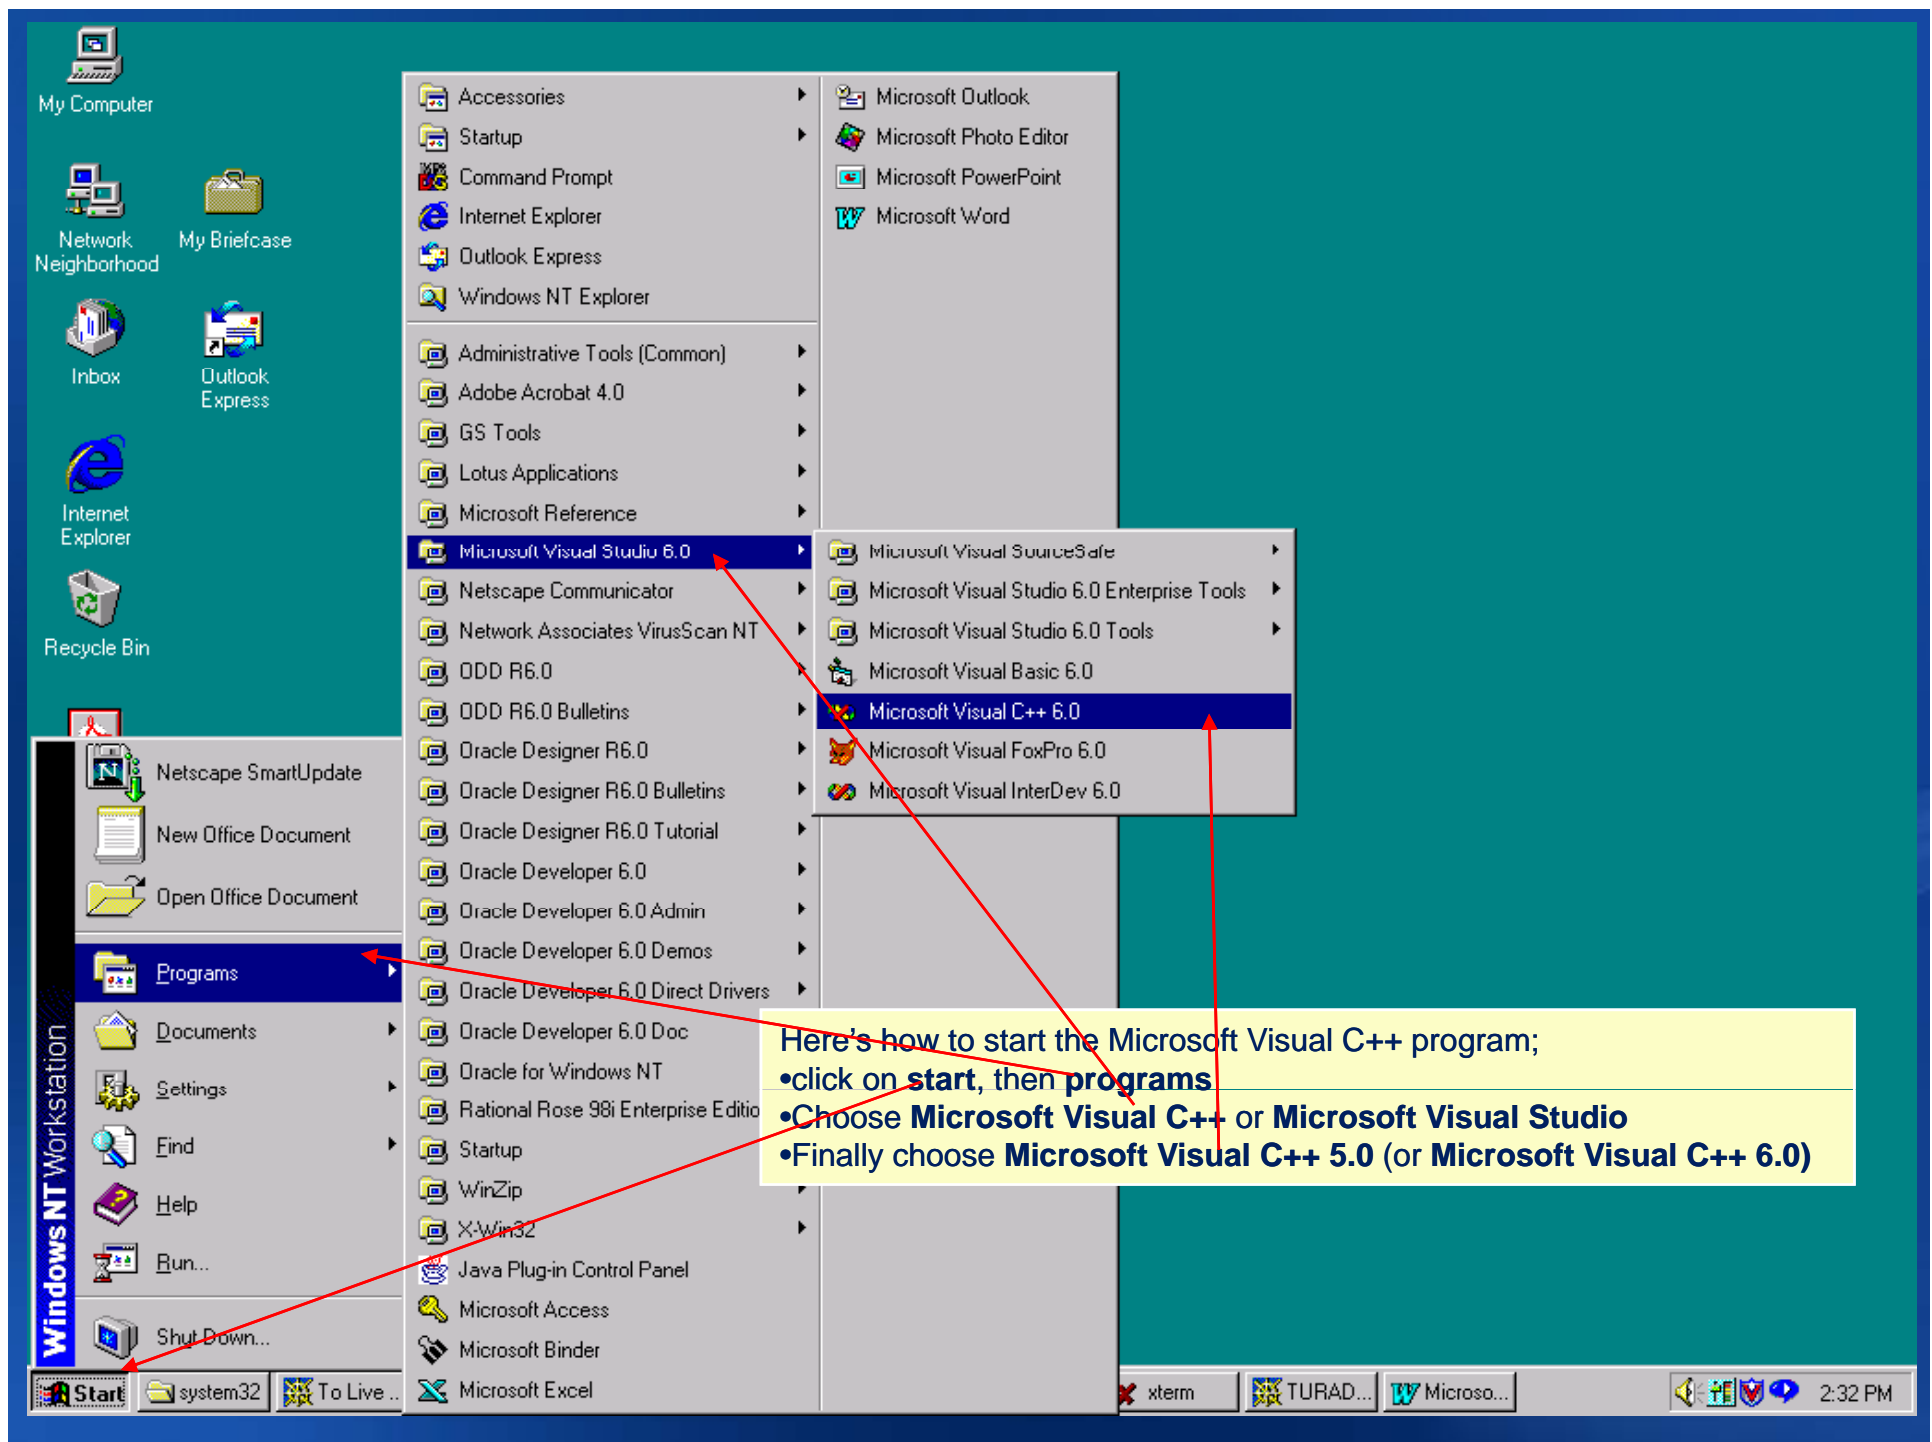 My Computer
Network
Neighborhood
My Briefcase
Inbox
Outlook
Express
Internet
Explorer
Recycle Bin
Accessories
Startup
Command Prompt
Internet Explorer
Outlook Express
Windows NT Explorer
Administrative Tools (Common)
Adobe Acrobat 4.0
GS Tools
Lotus Applications
Microsoft Reference
Microsoft Visual Studio 6.0
Netscape Communicator
Network Associates VirusScan NT
ODD R6.0
ODD R6.0 Bulletins
Oracle Designer R6.0
Oracle Designer R6.0 Bulletins
Oracle Designer R6.0 Tutorial
Oracle Developer 6.0
Oracle Developer 6.0 Admin
Oracle Developer 6.0 Demos
Oracle Developer 6.0 Direct Drivers
Oracle Developer 6.0 Doc
Oracle for Windows NT
Rational Rose 98i Enterprise Editio
Startup
WinZip
X-Win32
Java Plug-in Control Panel
Microsoft Access
Microsoft Binder
Microsoft Excel
Microsoft Outlook
Microsoft Photo Editor
Microsoft PowerPoint
Microsoft Word
Microsoft Visual SourceSafe
Microsoft Visual Studio 6.0 Enterprise Tools
Microsoft Visual Studio 6.0 Tools
Microsoft Visual Basic 6.0
Microsoft Visual C++ 6.0
Microsoft Visual FoxPro 6.0
Microsoft Visual InterDev 6.0
Netscape SmartUpdate
New Office Document
Open Office Document
Programs
Documents
Settings
Find
Help
Run...
Shut Down...
Windows NT Workstation
Here's how to start the Microsoft Visual C++ program;
•click on start, then programs
•Choose Microsoft Visual C++ or Microsoft Visual Studio
•Finally choose Microsoft Visual C++ 5.0 (or Microsoft Visual C++ 6.0)
Start
system32
To Live ..
xterm
TURAD...
Microso...
2:32 PM